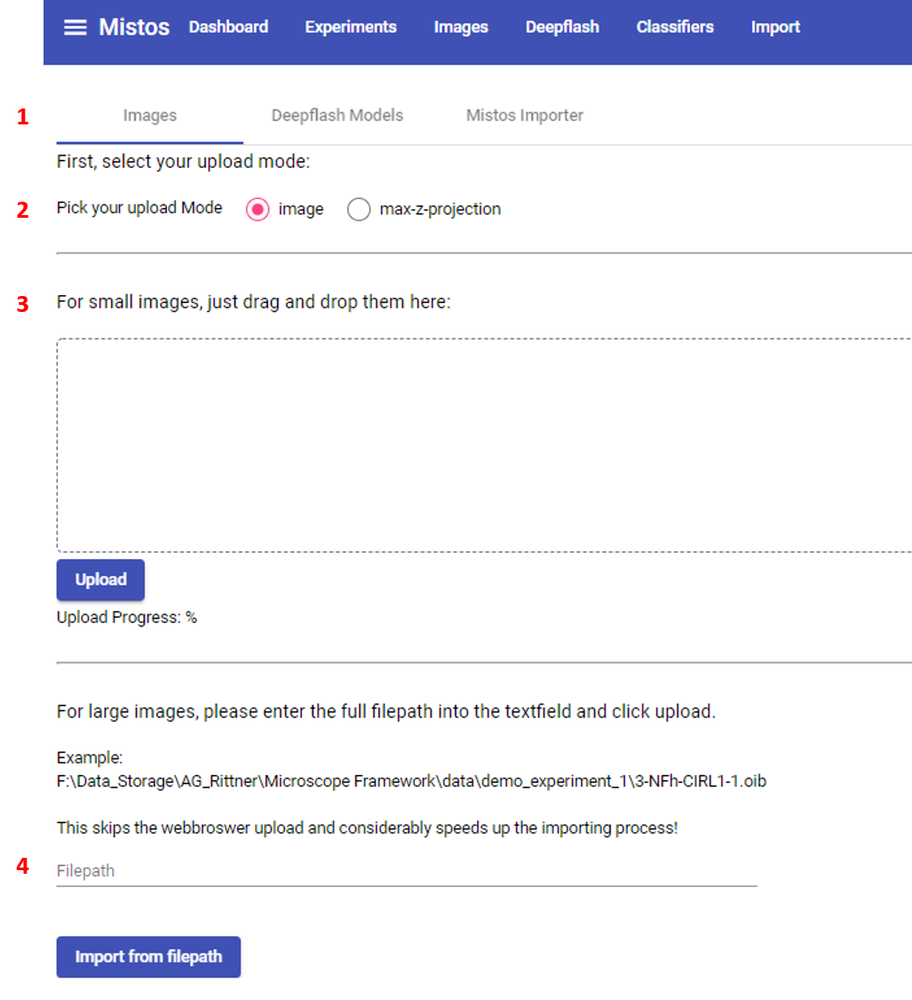 Mistos Dashboard Experiments Images Deepflash Classifiers Import
1 Images Deepflash Models Mistos Importer
First, select your upload mode:
2 Pick your upload Mode image max-z-projection
3 For small images, just drag and drop them here:
Upload
Upload Progress: %
For large images, please enter the full filepath into the textfield and click upload.
Example:
F:\Data_Storage\AG_Rittner\Microscope Framework\data\demo_experiment_1\3-NFh-CIRL1-1.oib
This skips the webbroswer upload and considerably speeds up the importing process!
4 Filepath
Import from filepath